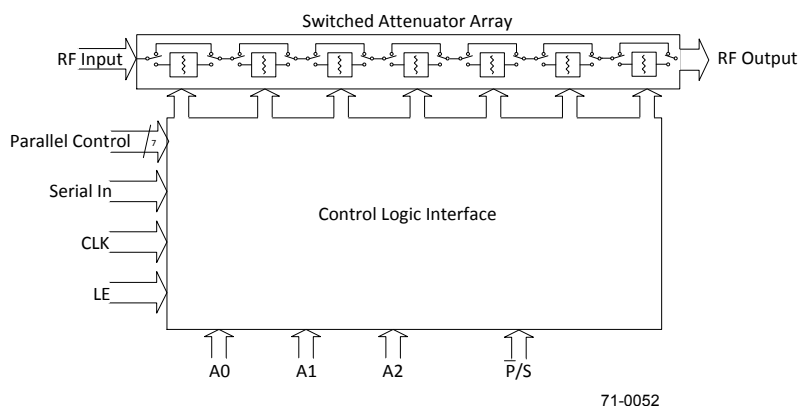 Switched Attenuator Array
RF Input
RF Output
Parallel Control
7
Serial In
Control Logic Interface
CLK
LE
A0
A1
A2
P̅/S
71-0052